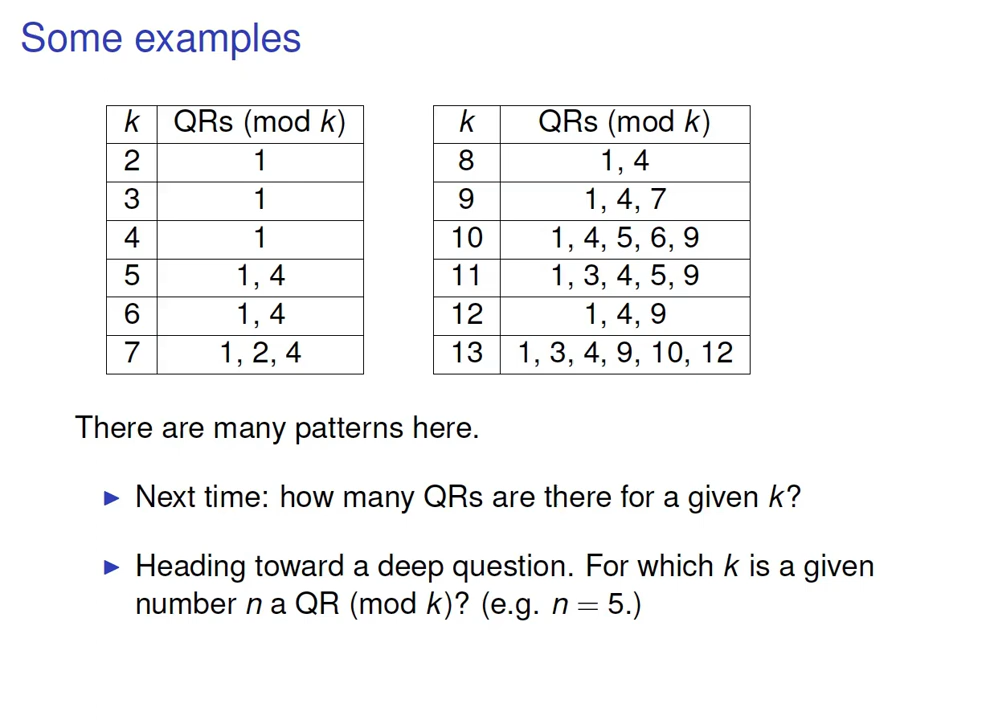 Some examples
k QRs (mod k)
2 1
3 1
4 1
5 1, 4
6 1, 4
7 1, 2, 4
k QRs (mod k)
8 1, 4
9 1, 4, 7
10 1, 4, 5, 6, 9
11 1, 3, 4, 5, 9
12 1, 4, 9
13 1, 3, 4, 9, 10, 12
There are many patterns here.
▶ Next time: how many QRs are there for a given k?
▶ Heading toward a deep question. For which k is a given
number n a QR (mod k)? (e.g. n = 5.)